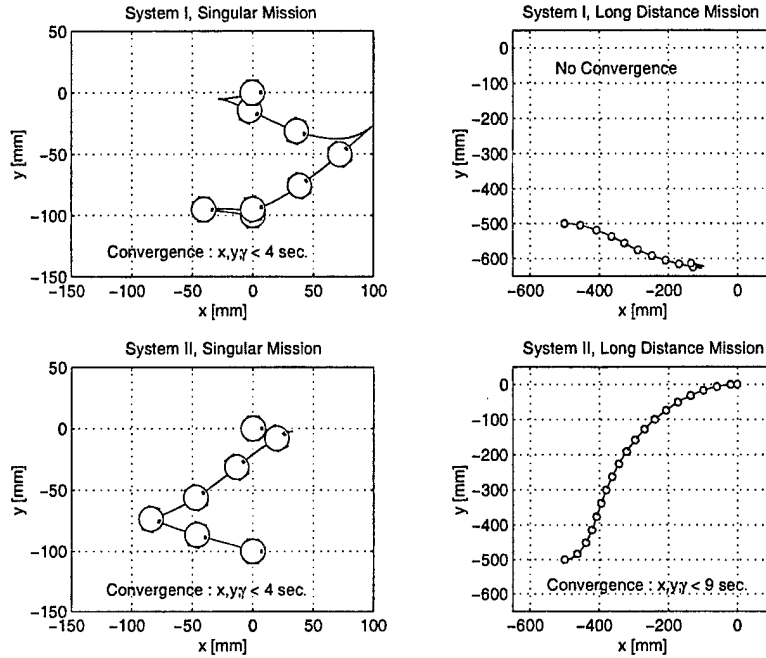 System I, Singular Mission
50
0
−50
−100
−150
y [mm]
Convergence : x,y,γ < 4 sec.
−150
−100
−50
0
50
100
x [mm]
System I, Long Distance Mission
0
−100
−200
−300
−400
−500
−600
y [mm]
No Convergence
−600
−400
−200
0
x [mm]
System II, Singular Mission
50
0
−50
−100
−150
y [mm]
Convergence : x,y,γ < 4 sec.
−150
−100
−50
0
50
100
x [mm]
System II, Long Distance Mission
0
−100
−200
−300
−400
−500
−600
y [mm]
Convergence : x,y,γ < 9 sec.
−600
−400
−200
0
x [mm]